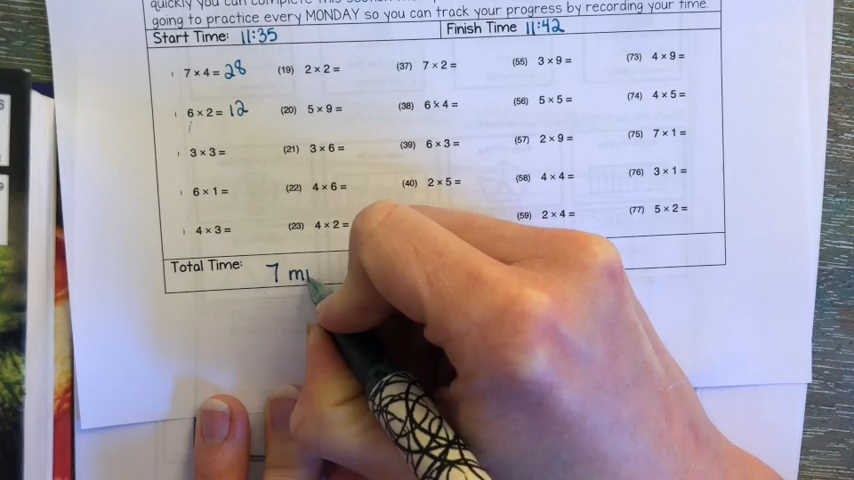 going to practice every MONDAY so you can track your progress by recording your time.
Start Time: 11:35 Finish Time 11:42
7 × 4 = 28 (19) 2 × 2 = (37) 7 × 2 = (55) 3 × 9 = (73) 4 × 9 =
6 × 2 = 12 (20) 5 × 9 = (38) 6 × 4 = (56) 5 × 5 = (74) 4 × 5 =
3 × 3 = (21) 3 × 6 = (39) 6 × 3 = (57) 2 × 9 = (75) 7 × 1 =
6 × 1 = (22) 4 × 6 = (40) 2 × 5 = (58) 4 × 4 = (76) 3 × 1 =
4 × 3 = (23) 4 × 2 = (59) 2 × 4 = (77) 5 × 2 =
Total Time: 7 mi